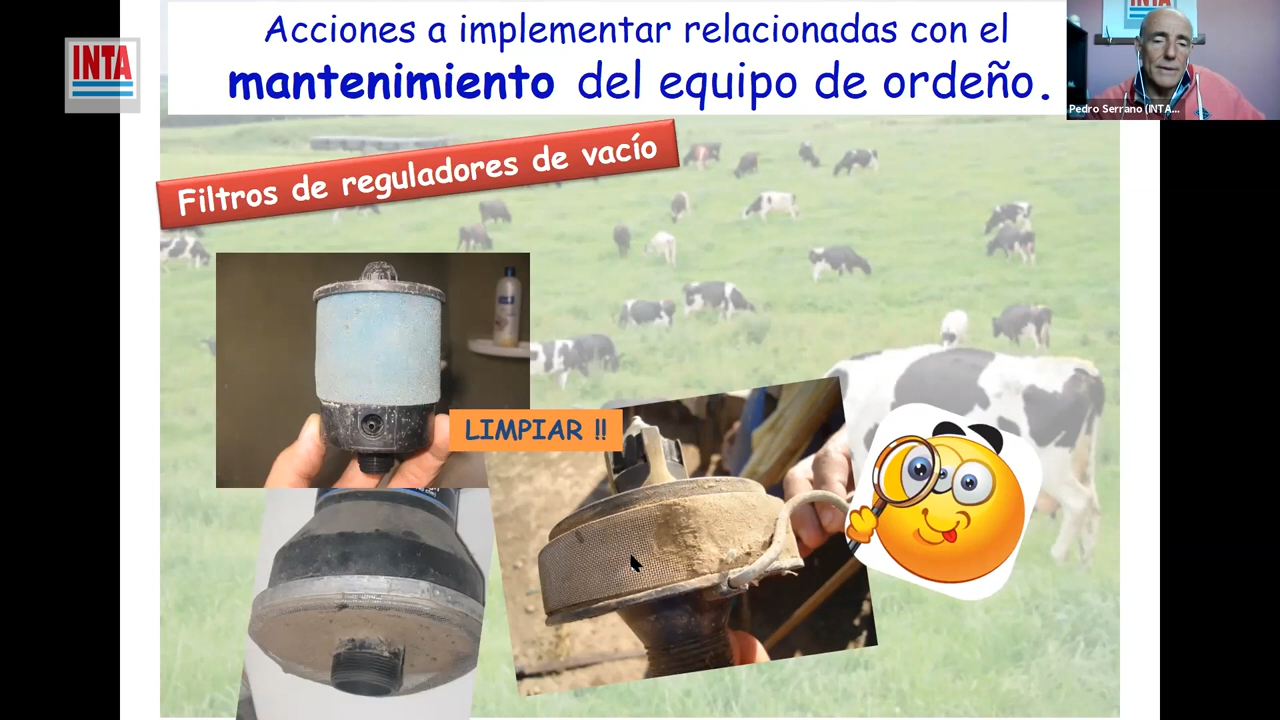 Acciones a implementar relacionadas con el
mantenimiento del equipo de ordeño.
INTA
INTA
Pedro Serrano (INTA...
Filtros de reguladores de vacío
LIMPIAR !!